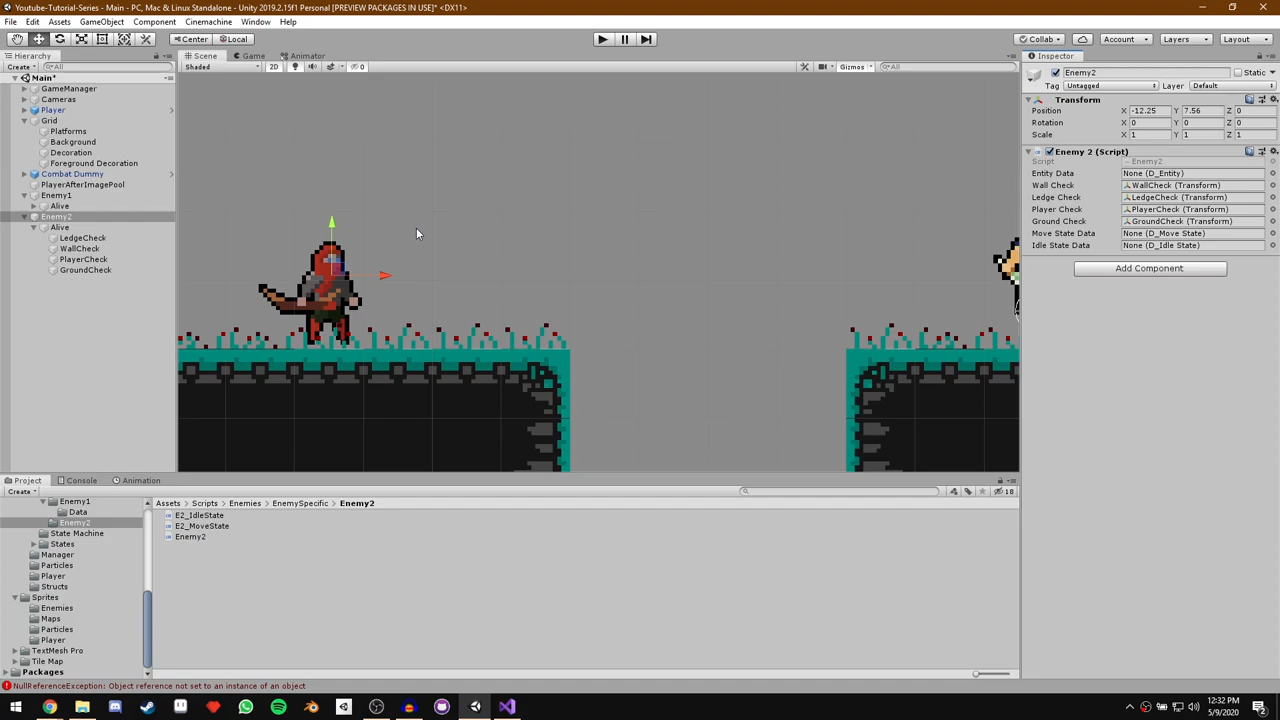 Youtube-Tutorial-Series - Main - PC, Mac & Linux Standalone - Unity 2019.2.15f1 Personal [PREVIEW PACKAGES IN USE]* <DX11>
File Edit Assets GameObject Component Cinemachine Window Help
Center Local Collab Account Layers Layout
Hierarchy Scene Game Animator Inspector
Create All Shaded 2D 0 Gizmos All
Main*
GameManager
Cameras
Player
Grid
Platforms
Background
Decoration
Foreground Decoration
Combat Dummy
PlayerAfterImagePool
Enemy1
Alive
Enemy2
Alive
LedgeCheck
WallCheck
PlayerCheck
GroundCheck
Enemy2 Static
Tag Untagged Layer Default
Transform
Position X -12.25 Y 7.56 Z 0
Rotation X 0 Y 0 Z 0
Scale X 1 Y 1 Z 1
Enemy 2 (Script)
Script Enemy2
Entity Data None (D_Entity)
Wall Check WallCheck (Transform)
Ledge Check LedgeCheck (Transform)
Player Check PlayerCheck (Transform)
Ground Check GroundCheck (Transform)
Move State Data None (D_Move State)
Idle State Data None (D_Idle State)
Add Component
Project Console Animation
Create 18
Enemy1
Data
Enemy2
State Machine
States
Manager
Particles
Player
Structs
Sprites
Enemies
Maps
Particles
Player
TextMesh Pro
Tile Map
Packages
Assets Scripts Enemies EnemySpecific Enemy2
E2_IdleState
E2_MoveState
Enemy2
NullReferenceException: Object reference not set to an instance of an object
12:32 PM
5/9/2020
2